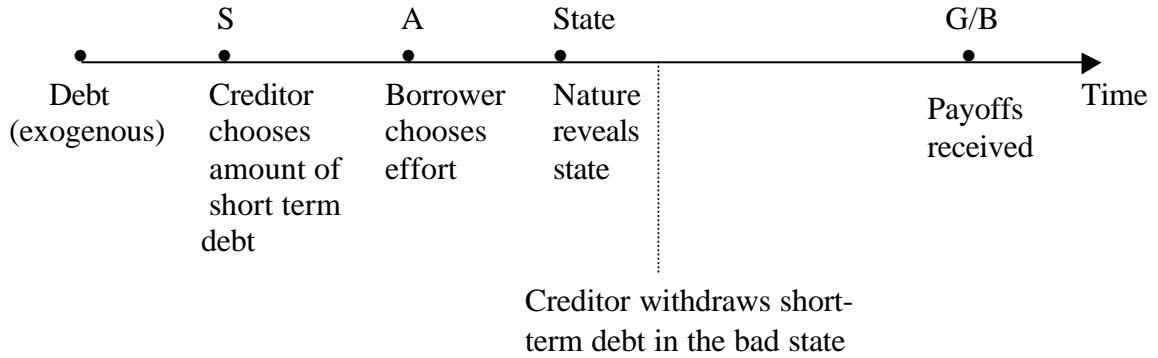 S
A
State
G/B
Debt
(exogenous)
Creditor
chooses
amount of
short term
debt
Borrower
chooses
effort
Nature
reveals
state
Payoffs
received
Time
Creditor withdraws short-
term debt in the bad state